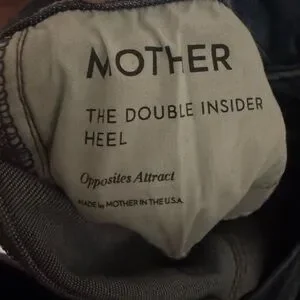 MOTHER
THE DOUBLE INSIDER
HEEL
Opposites Attract
MADE by MOTHER IN THE U.S.A.